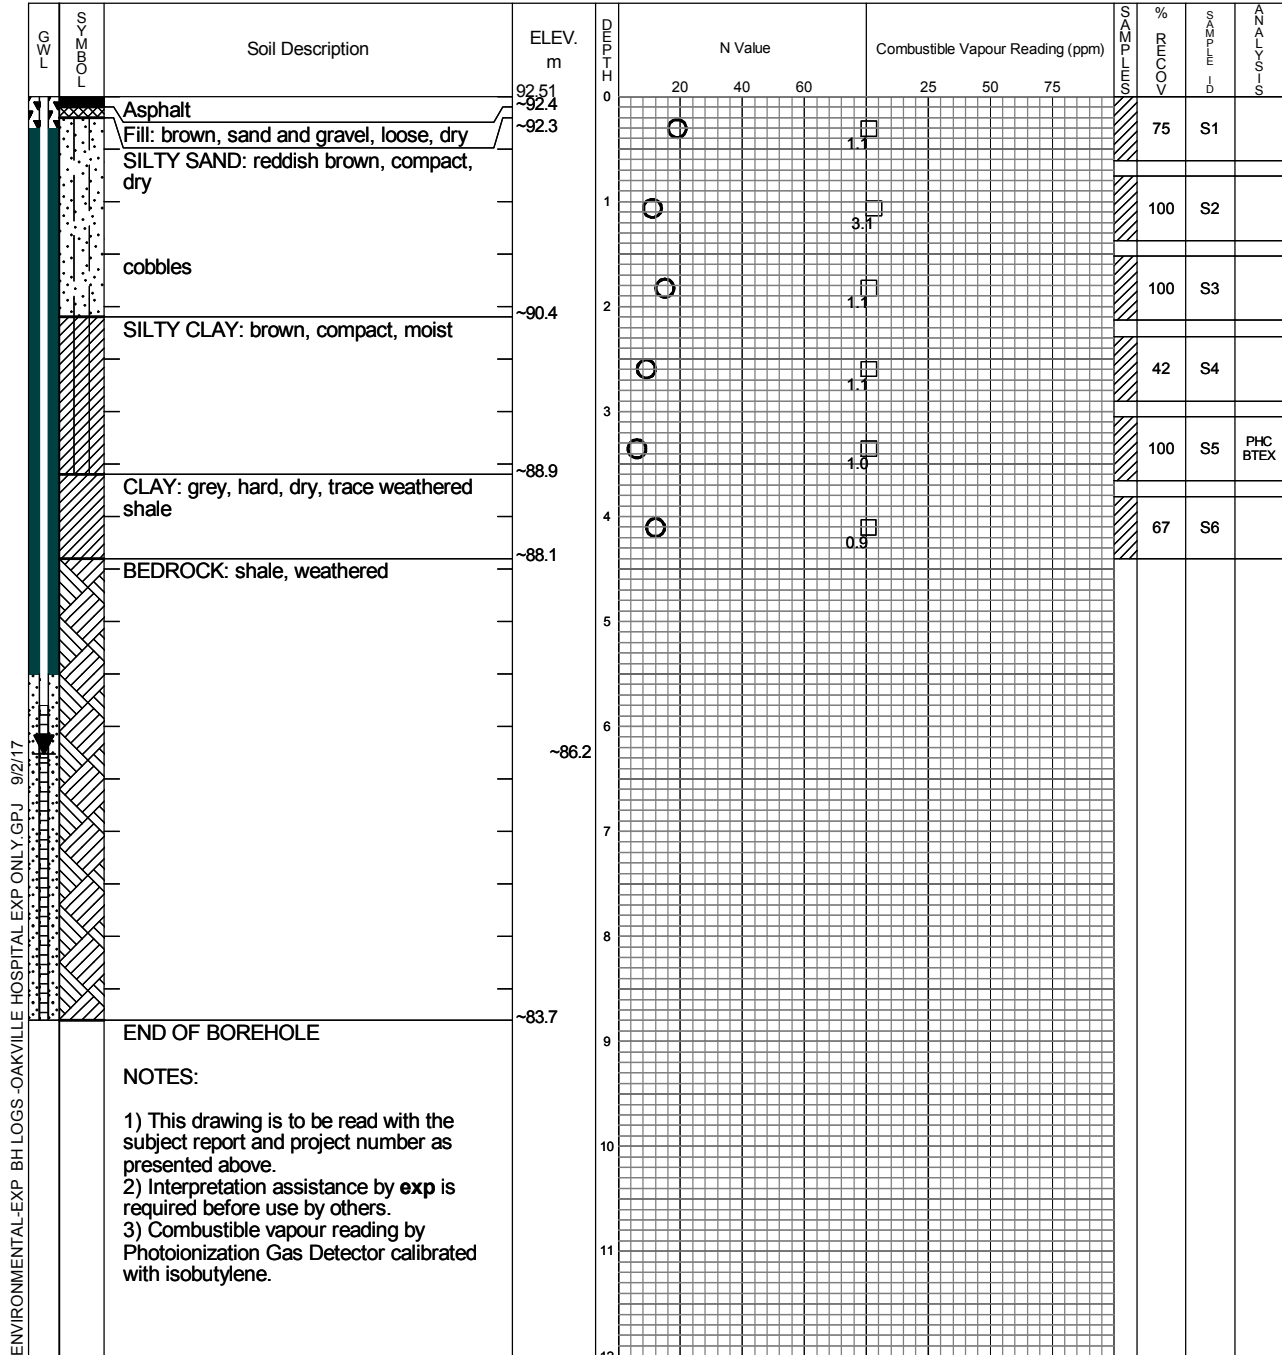 GWL
SYMBOL
Soil Description
ELEV.
m
DEPTH
N Value
Combustible Vapour Reading (ppm)
SAMPLES
% RECOV
SAMPLE ID
ANALYSIS
20 40 60
25 50 75
92.51
0
Asphalt
~92.4
Fill: brown, sand and gravel, loose, dry
~92.3
1.1
75 S1
SILTY SAND: reddish brown, compact,
dry
1
3.1
100 S2
cobbles
1.1
100 S3
2
~90.4
SILTY CLAY: brown, compact, moist
1.1
42 S4
3
1.0
100 S5 PHC
BTEX
~88.9
CLAY: grey, hard, dry, trace weathered
shale
4
0.9
67 S6
~88.1
BEDROCK: shale, weathered
5
6
~86.2
7
8
~83.7
END OF BOREHOLE
9
NOTES:
1) This drawing is to be read with the
subject report and project number as
presented above.
10
2) Interpretation assistance by exp is
required before use by others.
3) Combustible vapour reading by
Photoionization Gas Detector calibrated
with isobutylene.
11
12
ENVIRONMENTAL-EXP BH LOGS -OAKVILLE HOSPITAL EXP ONLY.GPJ 9/2/17